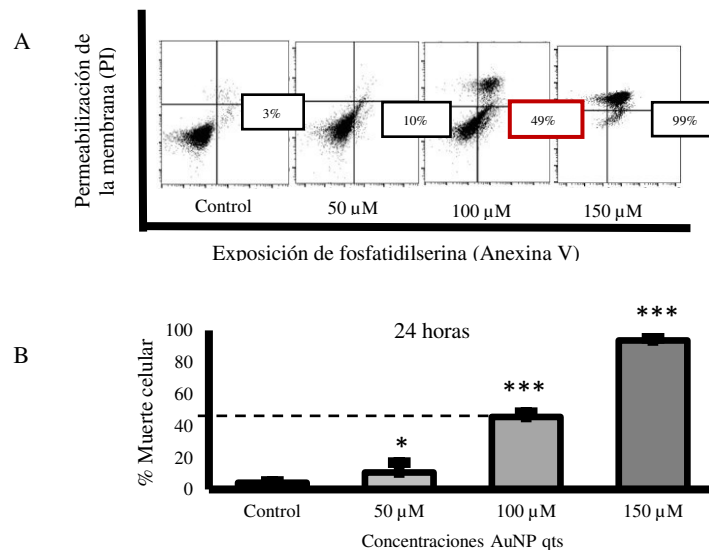 A
Permeabilización de
la membrana (PI)
3%
10%
49%
99%
Control
50 µM
100 µM
150 µM
Exposición de fosfatidilserina (Anexina V)
B
% Muerte celular
100
80
60
40
20
0
24 horas
*
***
***
Control
50 µM
100 µM
150 µM
Concentraciones AuNP qts